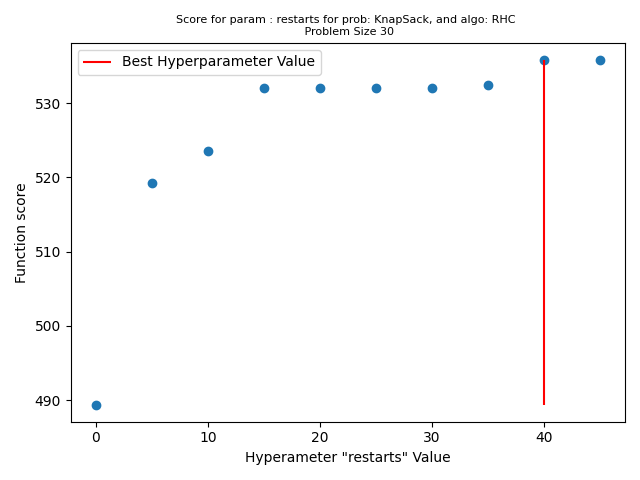 Score for param : restarts for prob: KnapSack, and algo: RHC
Problem Size 30
Best Hyperparameter Value
Function score
530
520
510
500
490
0 10 20 30 40
Hyperameter "restarts" Value